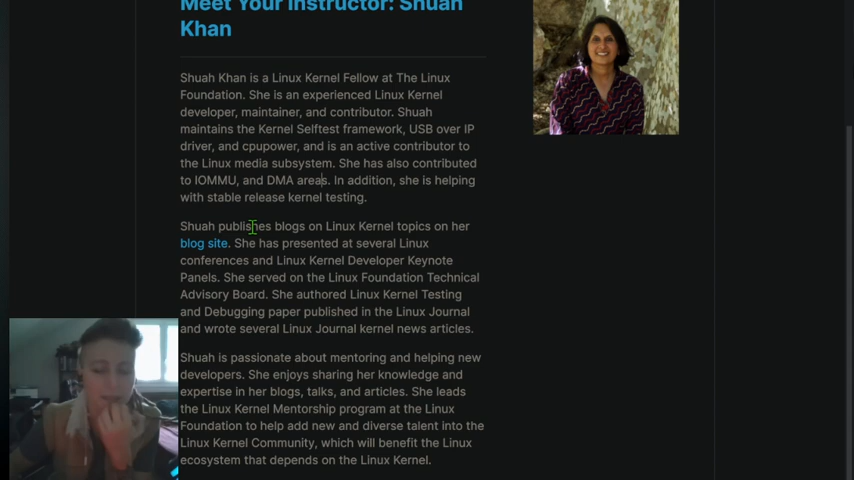 Meet Your Instructor: Shuah
Khan
Shuah Khan is a Linux Kernel Fellow at The Linux
Foundation. She is an experienced Linux Kernel
developer, maintainer, and contributor. Shuah
maintains the Kernel Selftest framework, USB over IP
driver, and cpupower, and is an active contributor to
the Linux media subsystem. She has also contributed
to IOMMU, and DMA areas. In addition, she is helping
with stable release kernel testing.
Shuah publishes blogs on Linux Kernel topics on her
blog site. She has presented at several Linux
conferences and Linux Kernel Developer Keynote
Panels. She served on the Linux Foundation Technical
Advisory Board. She authored Linux Kernel Testing
and Debugging paper published in the Linux Journal
and wrote several Linux Journal kernel news articles.
Shuah is passionate about mentoring and helping new
developers. She enjoys sharing her knowledge and
expertise in her blogs, talks, and articles. She leads
the Linux Kernel Mentorship program at the Linux
Foundation to help add new and diverse talent into the
Linux Kernel Community, which will benefit the Linux
ecosystem that depends on the Linux Kernel.